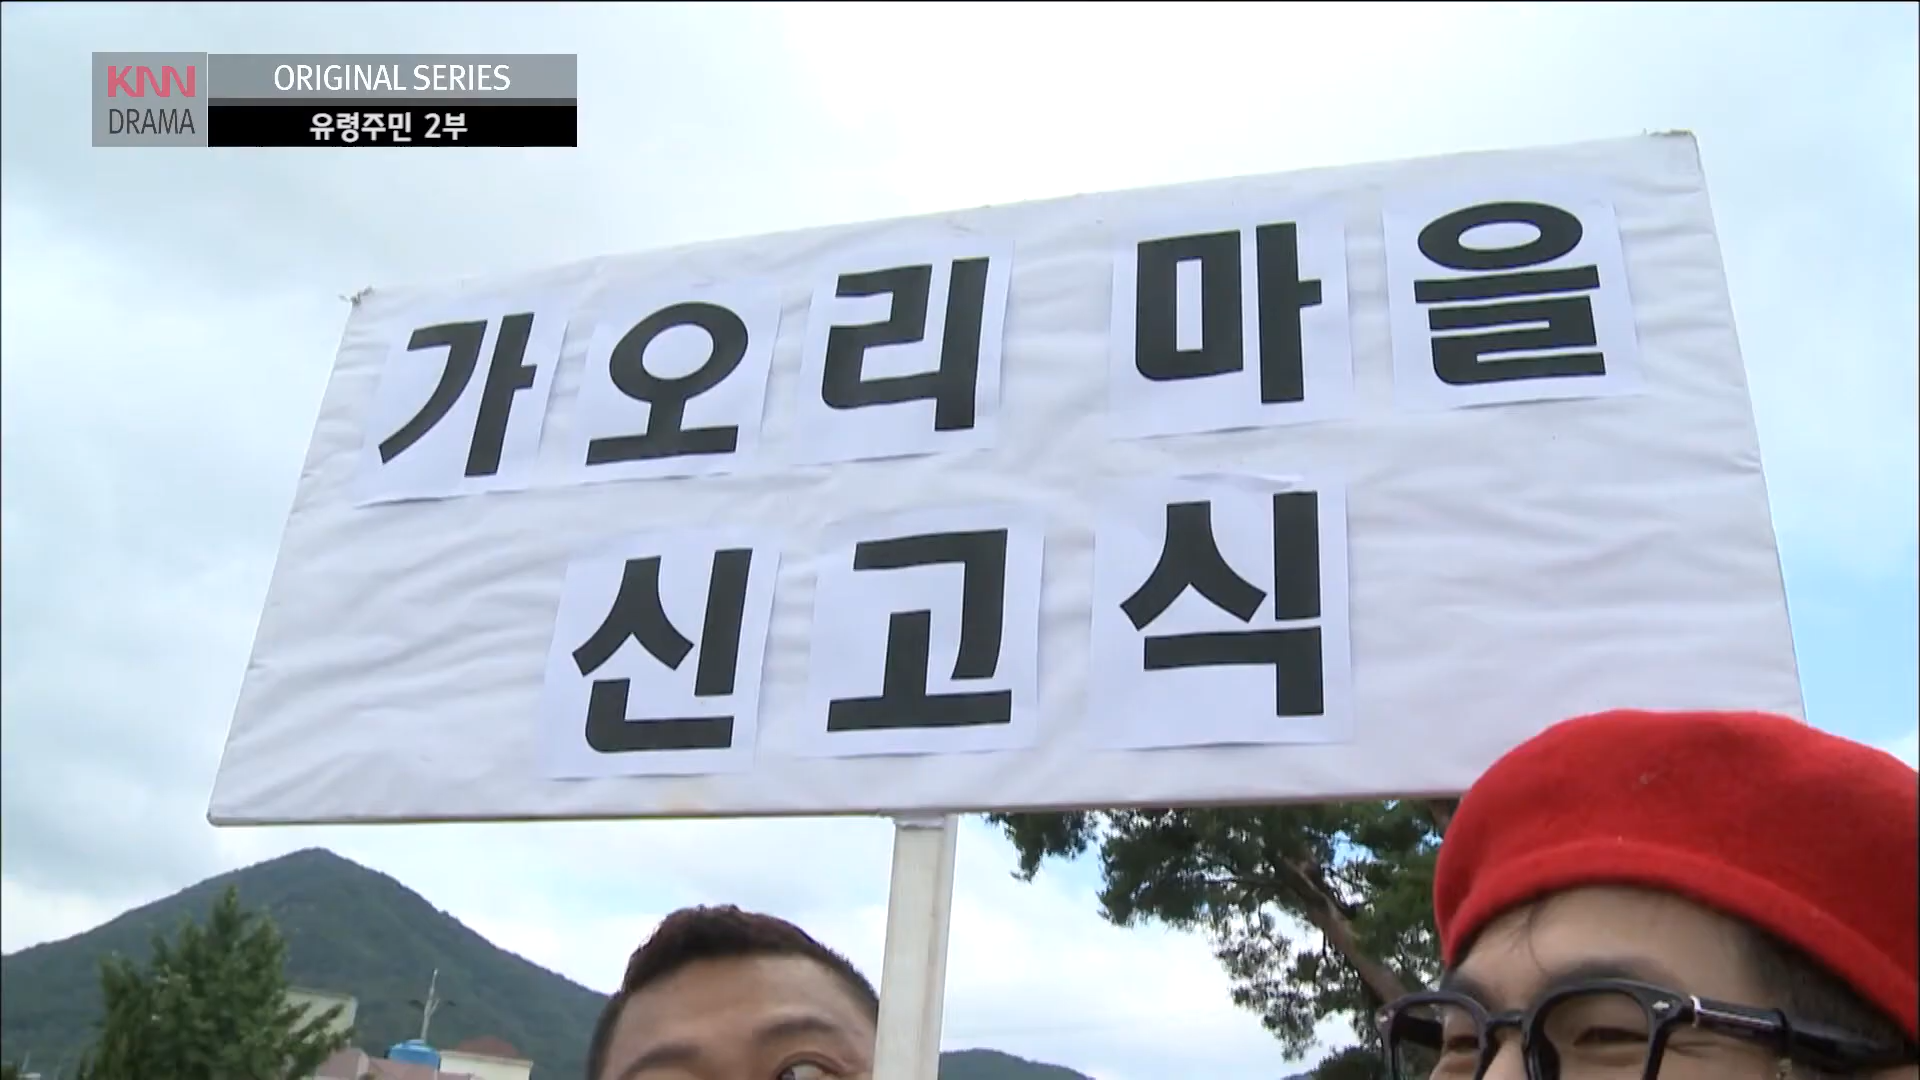 KNN
DRAMA
ORIGINAL SERIES
유령주민 2부
가오리 마을
신고식